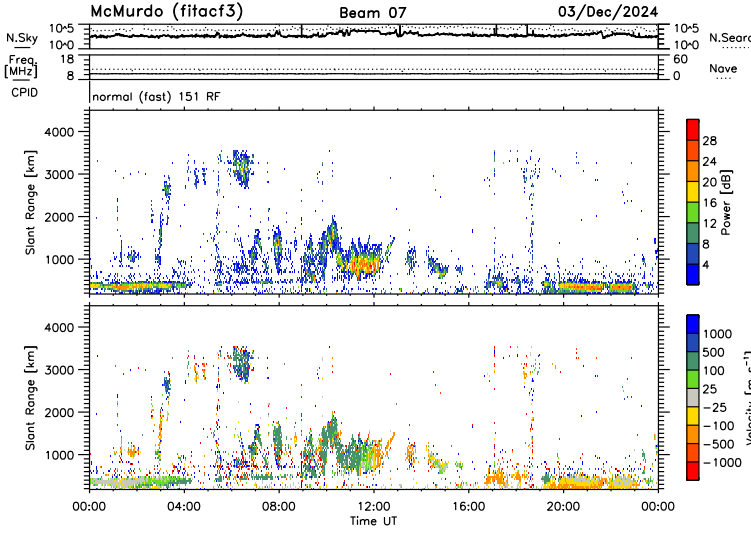 McMurdo (fitacf3) Beam 07 03/Dec/2024
N.Sky 10^5 10^0 10^5 10^0 N.Sear
Freq. [MHz] 18 8 60 0 Nave
CPID normal (fast) 151 RF
Slant Range [km] 4000 3000 2000 1000
28 24 20 16 12 8 4 Power [dB]
Slant Range [km] 4000 3000 2000 1000
1000 500 100 25 -25 -100 -500 -1000 Velocity [m s⁻¹]
00:00 04:00 08:00 12:00 16:00 20:00 00:00
Time UT